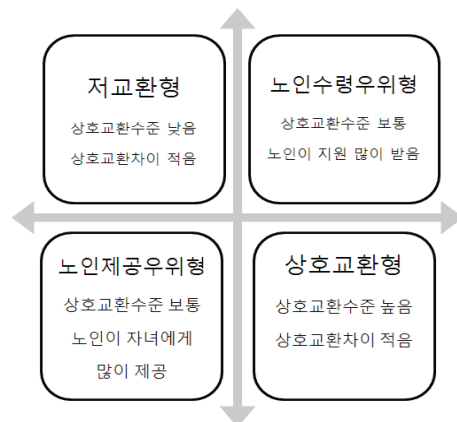 저교환형
상호교환수준 낮음
상호교환차이 적음
노인수령우위형
상호교환수준 보통
노인이 지원 많이 받음
노인제공우위형
상호교환수준 보통
노인이 자녀에게
많이 제공
상호교환형
상호교환수준 높음
상호교환차이 적음